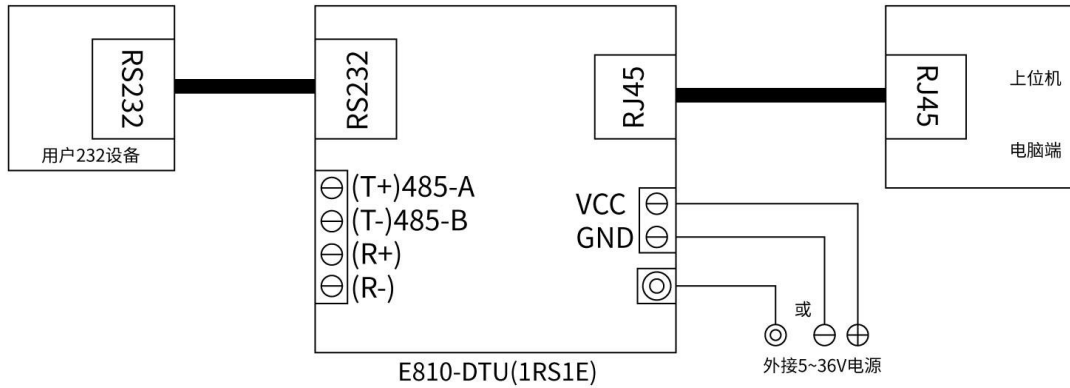 RS232
用户232设备
RS232
(T+)485-A
(T-)485-B
(R+)
(R-)
RJ45
VCC
GND
E810-DTU(1RS1E)
RJ45
上位机
电脑端
或
外接5~36V电源